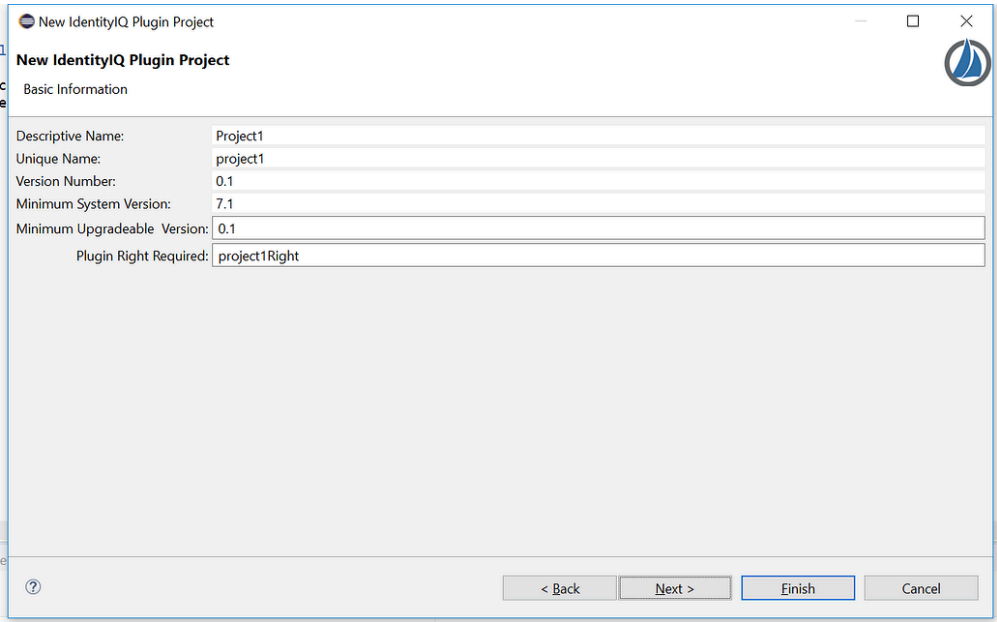 New IdentityIQ Plugin Project
New IdentityIQ Plugin Project
Basic Information
Descriptive Name: Project1
Unique Name: project1
Version Number: 0.1
Minimum System Version: 7.1
Minimum Upgradeable Version: 0.1
Plugin Right Required: project1Right
< Back Next > Finish Cancel